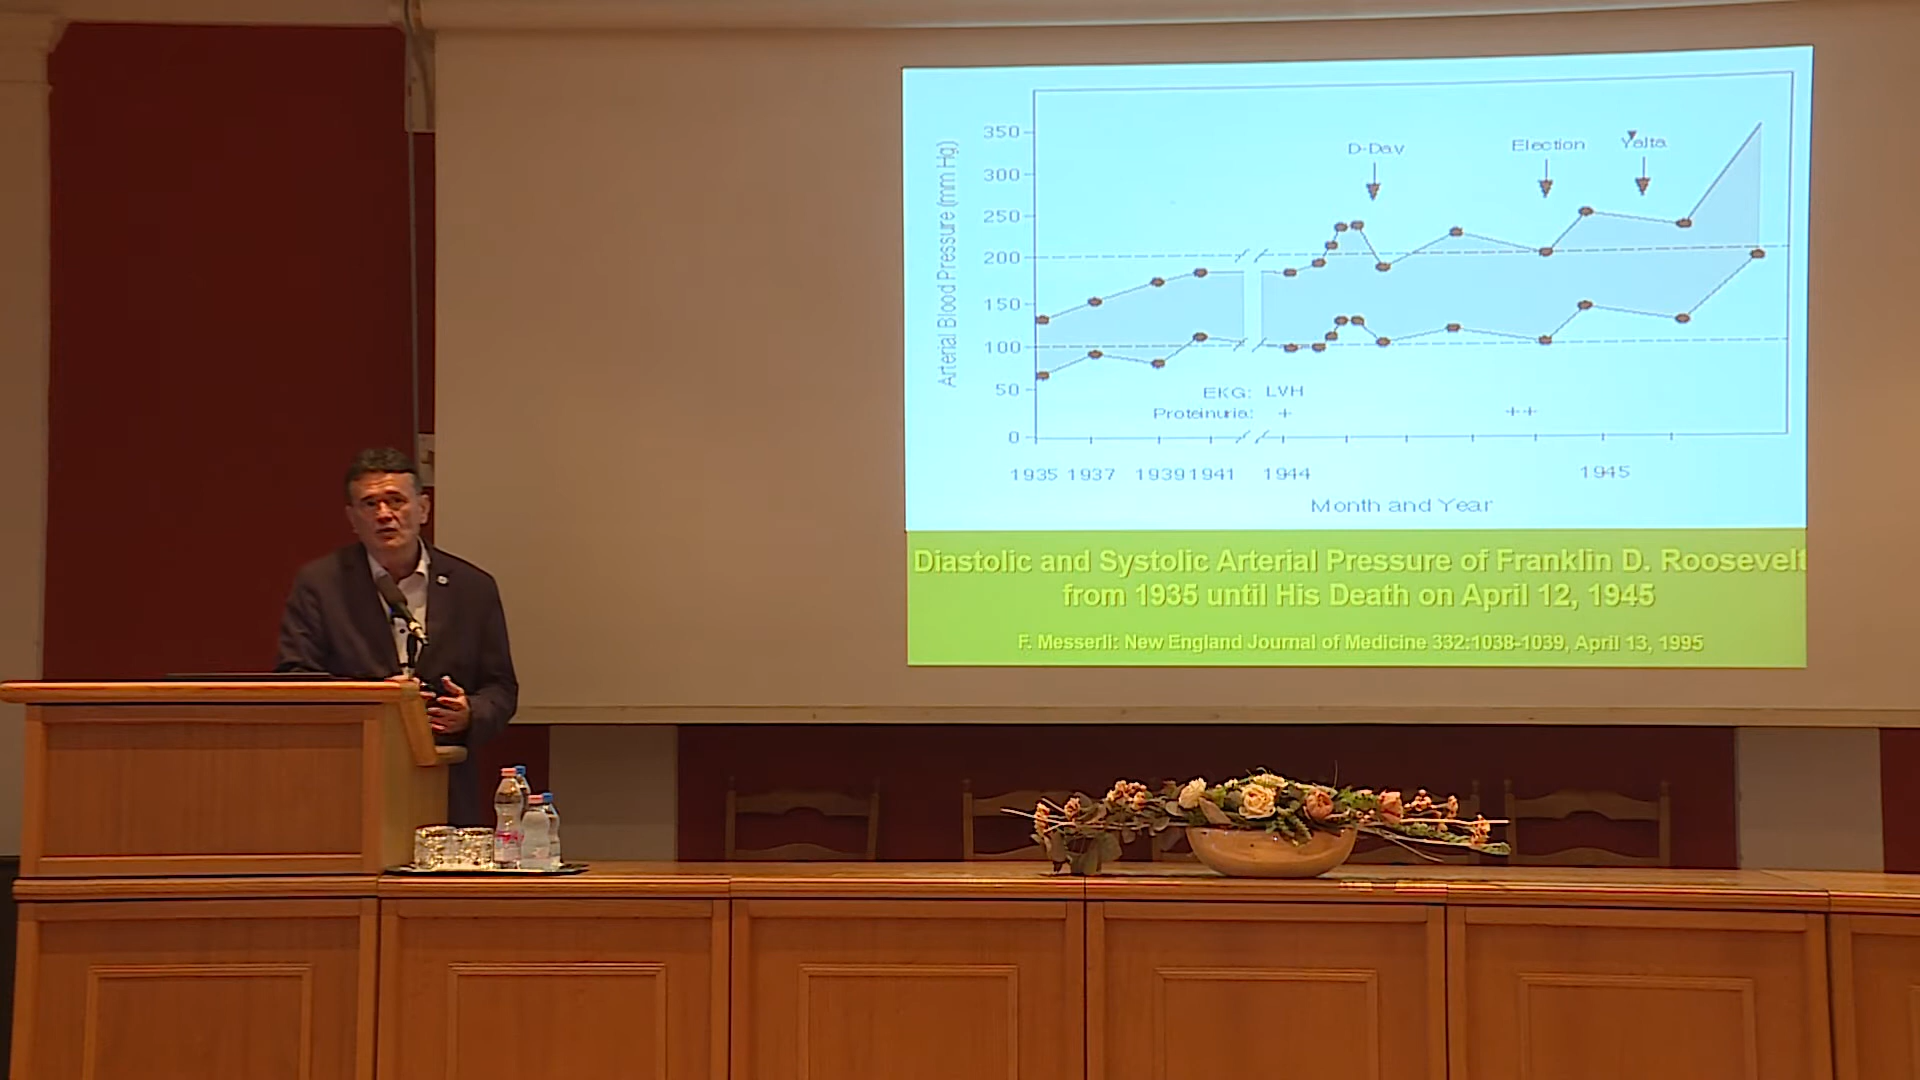 350
300
250
200
150
100
50
0
Arterial Blood Pressure (mm Hg)
D-Day
Election
Yalta
EKG: LVH
Proteinuria: + ++
1935 1937 1939 1941 1944 1945
Month and Year
Diastolic and Systolic Arterial Pressure of Franklin D. Roosevelt
from 1935 until His Death on April 12, 1945
F. Messerli: New England Journal of Medicine 332:1038-1039, April 13, 1995